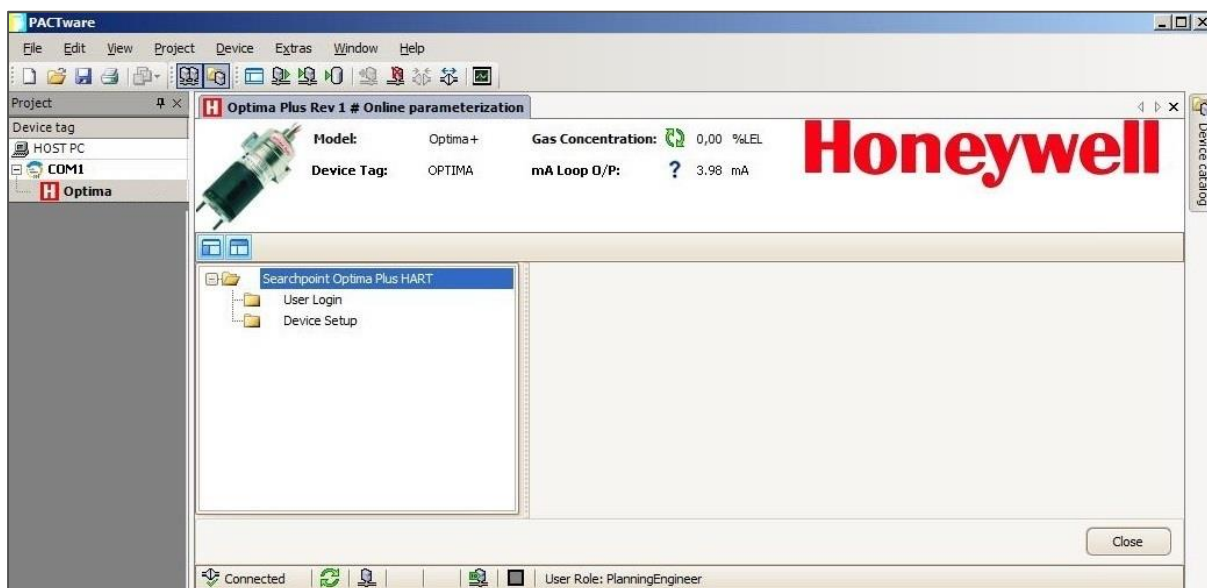 PACTware
File Edit View Project Device Extras Window Help
Project
Device tag
HOST PC
COM1
H Optima
H Optima Plus Rev 1 # Online parameterization
Model: Optima+ Gas Concentration: 0,00 %LEL
Device Tag: OPTIMA mA Loop O/P: ? 3.98 mA
Honeywell
Searchpoint Optima Plus HART
User Login
Device Setup
Close
Connected
User Role: PlanningEngineer
Device catalog